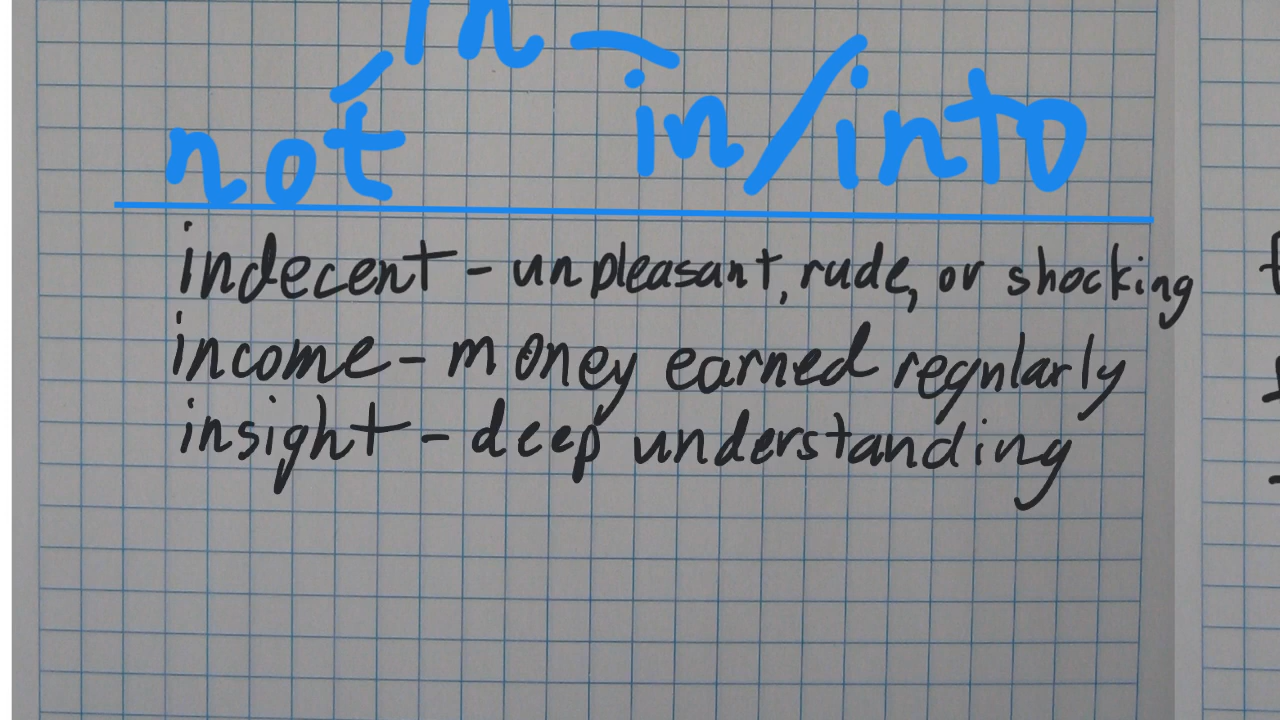 in
not in/into
indecent - unpleasant, rude, or shocking
income - money earned regularly
insight - deep understanding